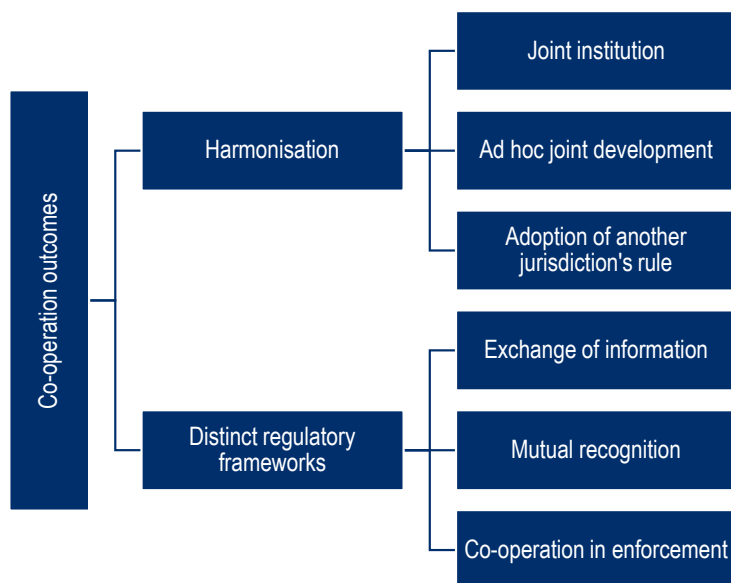 Co-operation outcomes
Harmonisation
Joint institution
Ad hoc joint development
Adoption of another
jurisdiction's rule
Distinct regulatory
frameworks
Exchange of information
Mutual recognition
Co-operation in enforcement